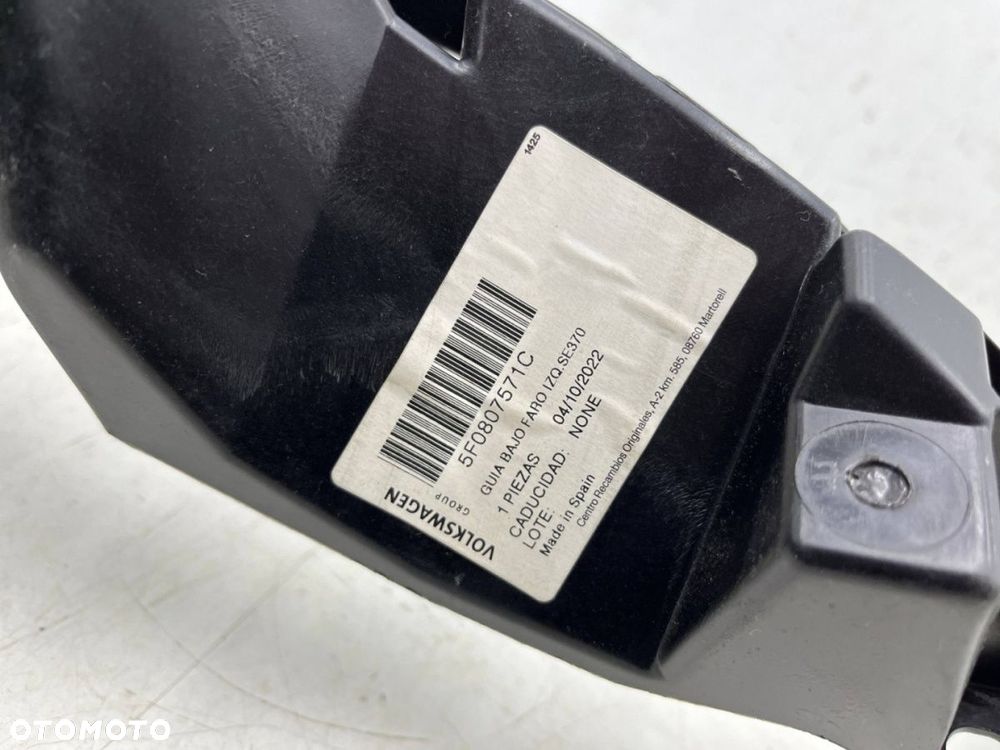 1425
VOLKSWAGEN
GROUP
5F0807571C
GUIA BAJO FARO IZQ.SE370
1 PIEZAS 04/10/2022
CADUCIDAD: NONE
LOTE:
Made in Spain
Centro Recambios Originales, A-2 km. 585, 08760 Martorell
OTOMOTO